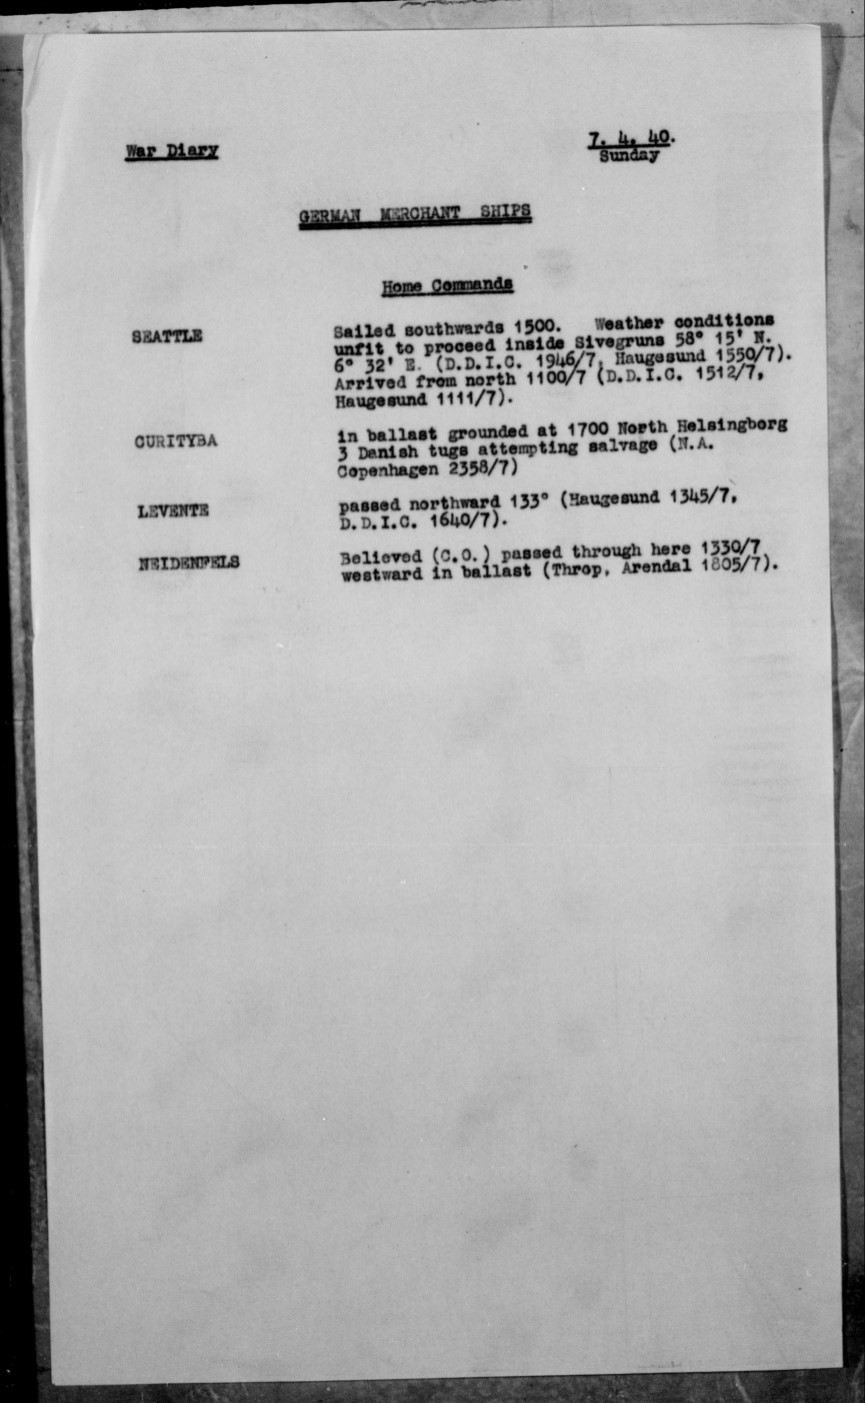 War Diary
7. 4. 40.
Sunday
GERMAN MERCHANT SHIPS
Home Commands
SEATTLE
Sailed southwards 1500. Weather conditions
unfit to proceed inside Sivegruns 58° 15' N.
6° 32' E. (D.D.I.C. 1946/7, Haugesund 1550/7).
Arrived from north 1100/7 (D.D.I.C. 1512/7,
Haugesund 1111/7).
CURITYBA
in ballast grounded at 1700 North Helsingborg
3 Danish tugs attempting salvage (N.A.
Copenhagen 2358/7)
LEVENTE
passed northward 133° (Haugesund 1345/7,
D.D.I.C. 1640/7).
NEIDENFELS
Believed (C.O.) passed through here 1330/7
westward in ballast (Throp, Arendal 1805/7).